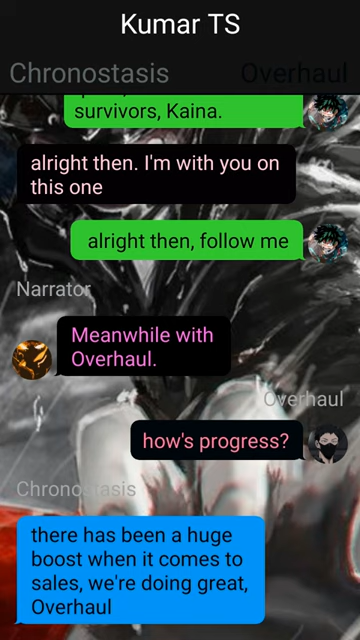 Kumar TS
Chronostasis
Overhaul
survivors, Kaina.
alright then. I'm with you on
this one
alright then, follow me
Narrator
Meanwhile with
Overhaul.
Overhaul
how's progress?
Chronostasis
there has been a huge
boost when it comes to
sales, we're doing great,
Overhaul